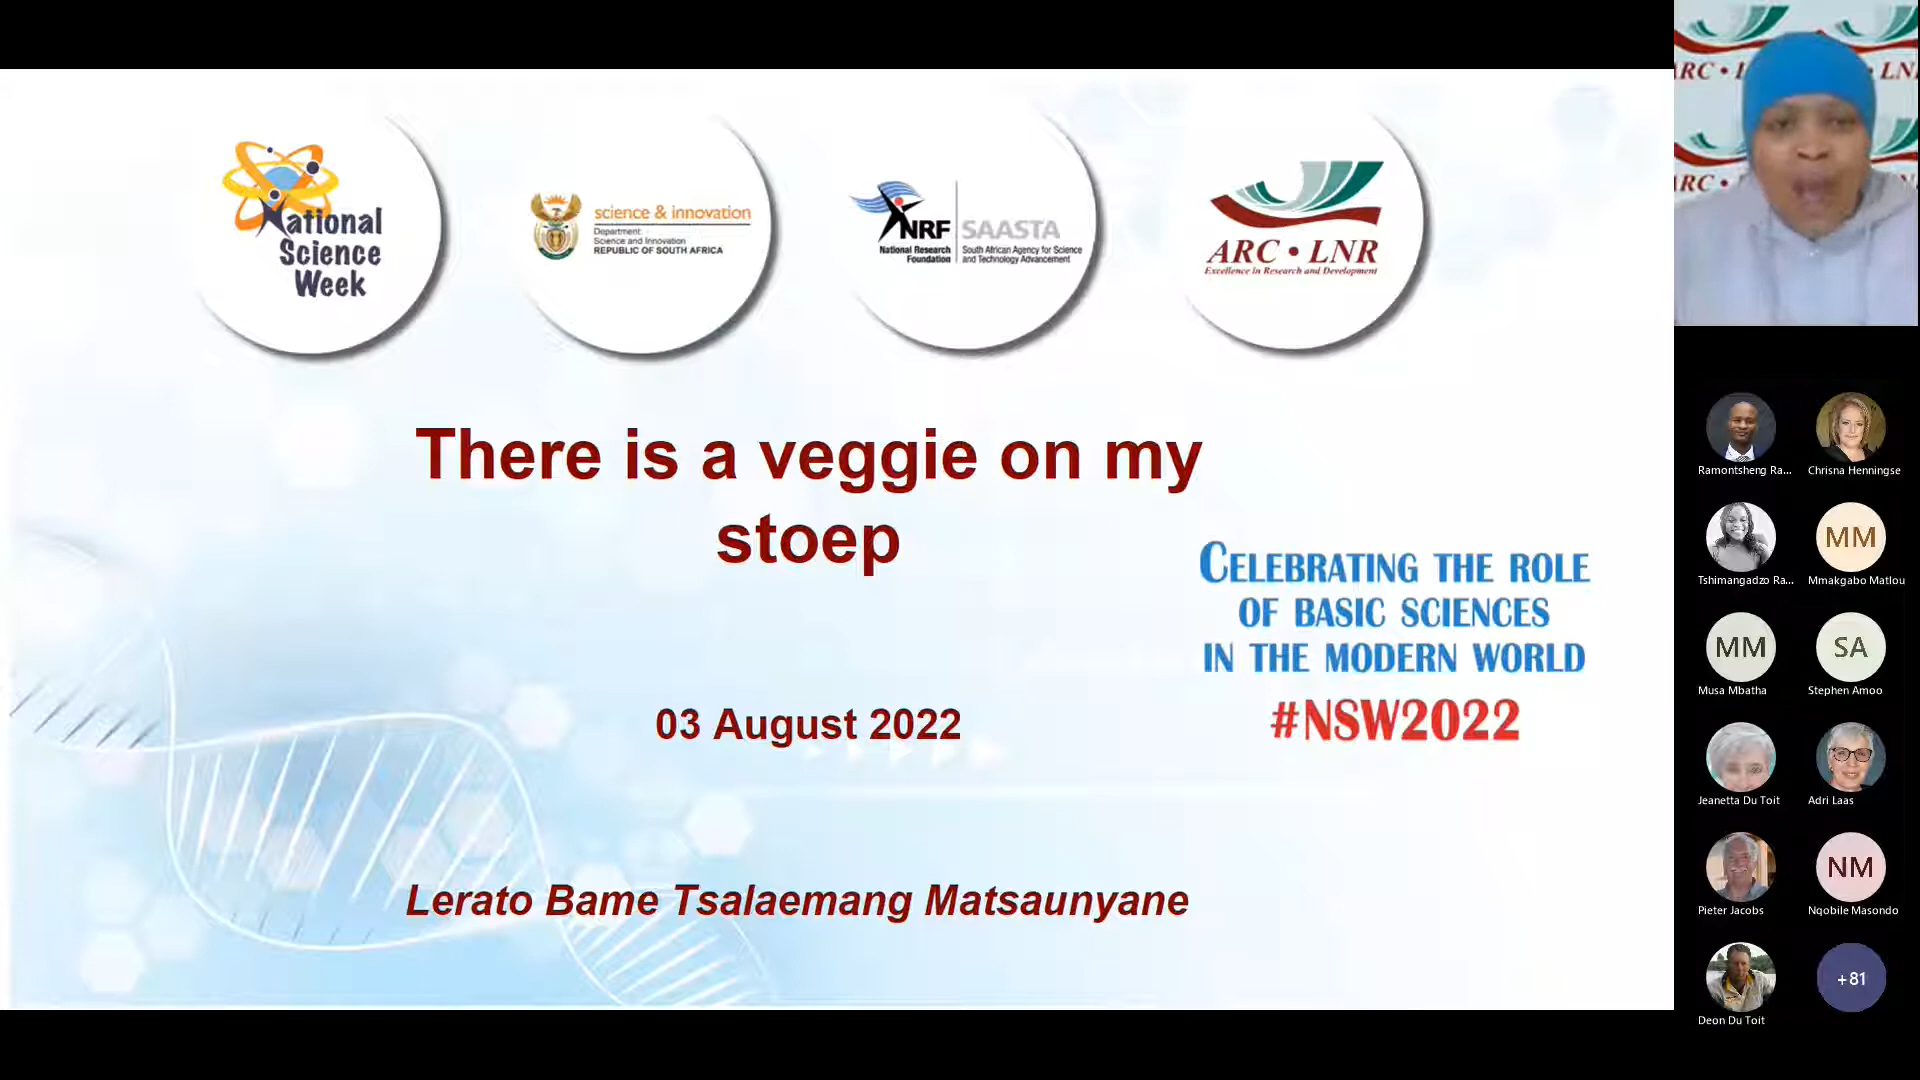 National
Science
Week
science & innovation
Department:
Science and Innovation
REPUBLIC OF SOUTH AFRICA
NRF
National Research
Foundation
SAASTA
South African Agency for Science
and Technology Advancement
ARC • LNR
Excellence in Research and Development
There is a veggie on my
stoep
CELEBRATING THE ROLE
OF BASIC SCIENCES
IN THE MODERN WORLD
#NSW2022
03 August 2022
Lerato Bame Tsalaemang Matsaunyane
RC •
LN
RC •
Ramontsheng Ra...
Chrisna Henningse
Tshimangadzo Ra...
MM
Mmakgabo Matlou
MM
Musa Mbatha
SA
Stephen Amoo
Jeanetta Du Toit
Adri Laas
Pieter Jacobs
NM
Nqobile Masondo
Deon Du Toit
+81